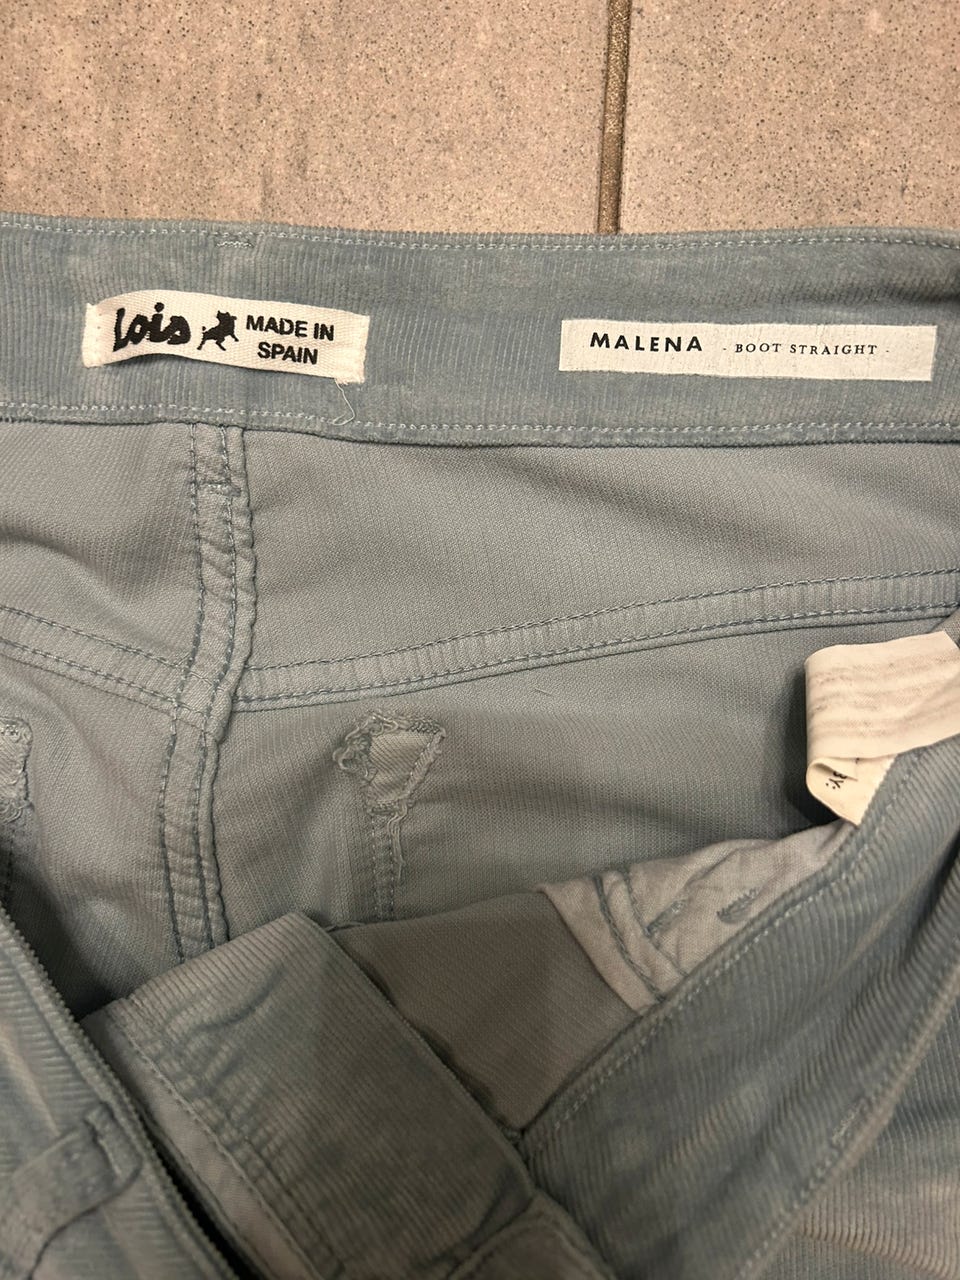 Lois MADE IN
SPAIN
MALENA - BOOT STRAIGHT -